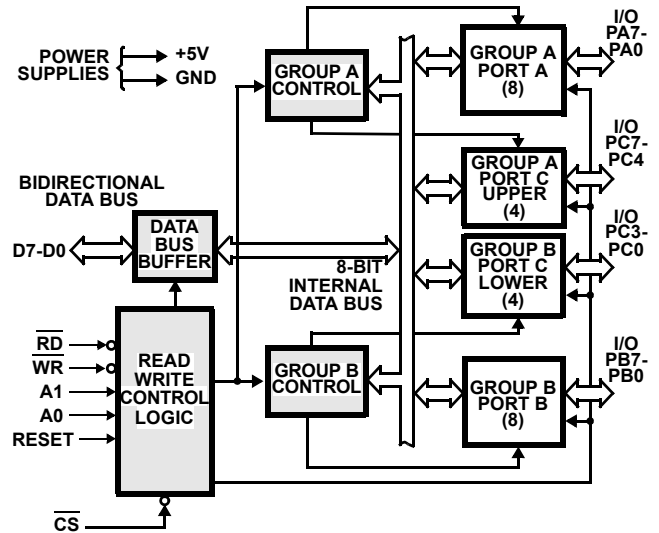 POWER
SUPPLIES
+5V
GND
GROUP A
CONTROL
GROUP A
PORT A
(8)
I/O
PA7-
PA0
GROUP A
PORT C
UPPER
(4)
I/O
PC7-
PC4
BIDIRECTIONAL
DATA BUS
D7-D0
DATA
BUS
BUFFER
8-BIT
INTERNAL
DATA BUS
GROUP B
PORT C
LOWER
(4)
I/O
PC3-
PC0
RD
WR
A1
A0
RESET
READ
WRITE
CONTROL
LOGIC
GROUP B
CONTROL
GROUP B
PORT B
(8)
I/O
PB7-
PB0
CS